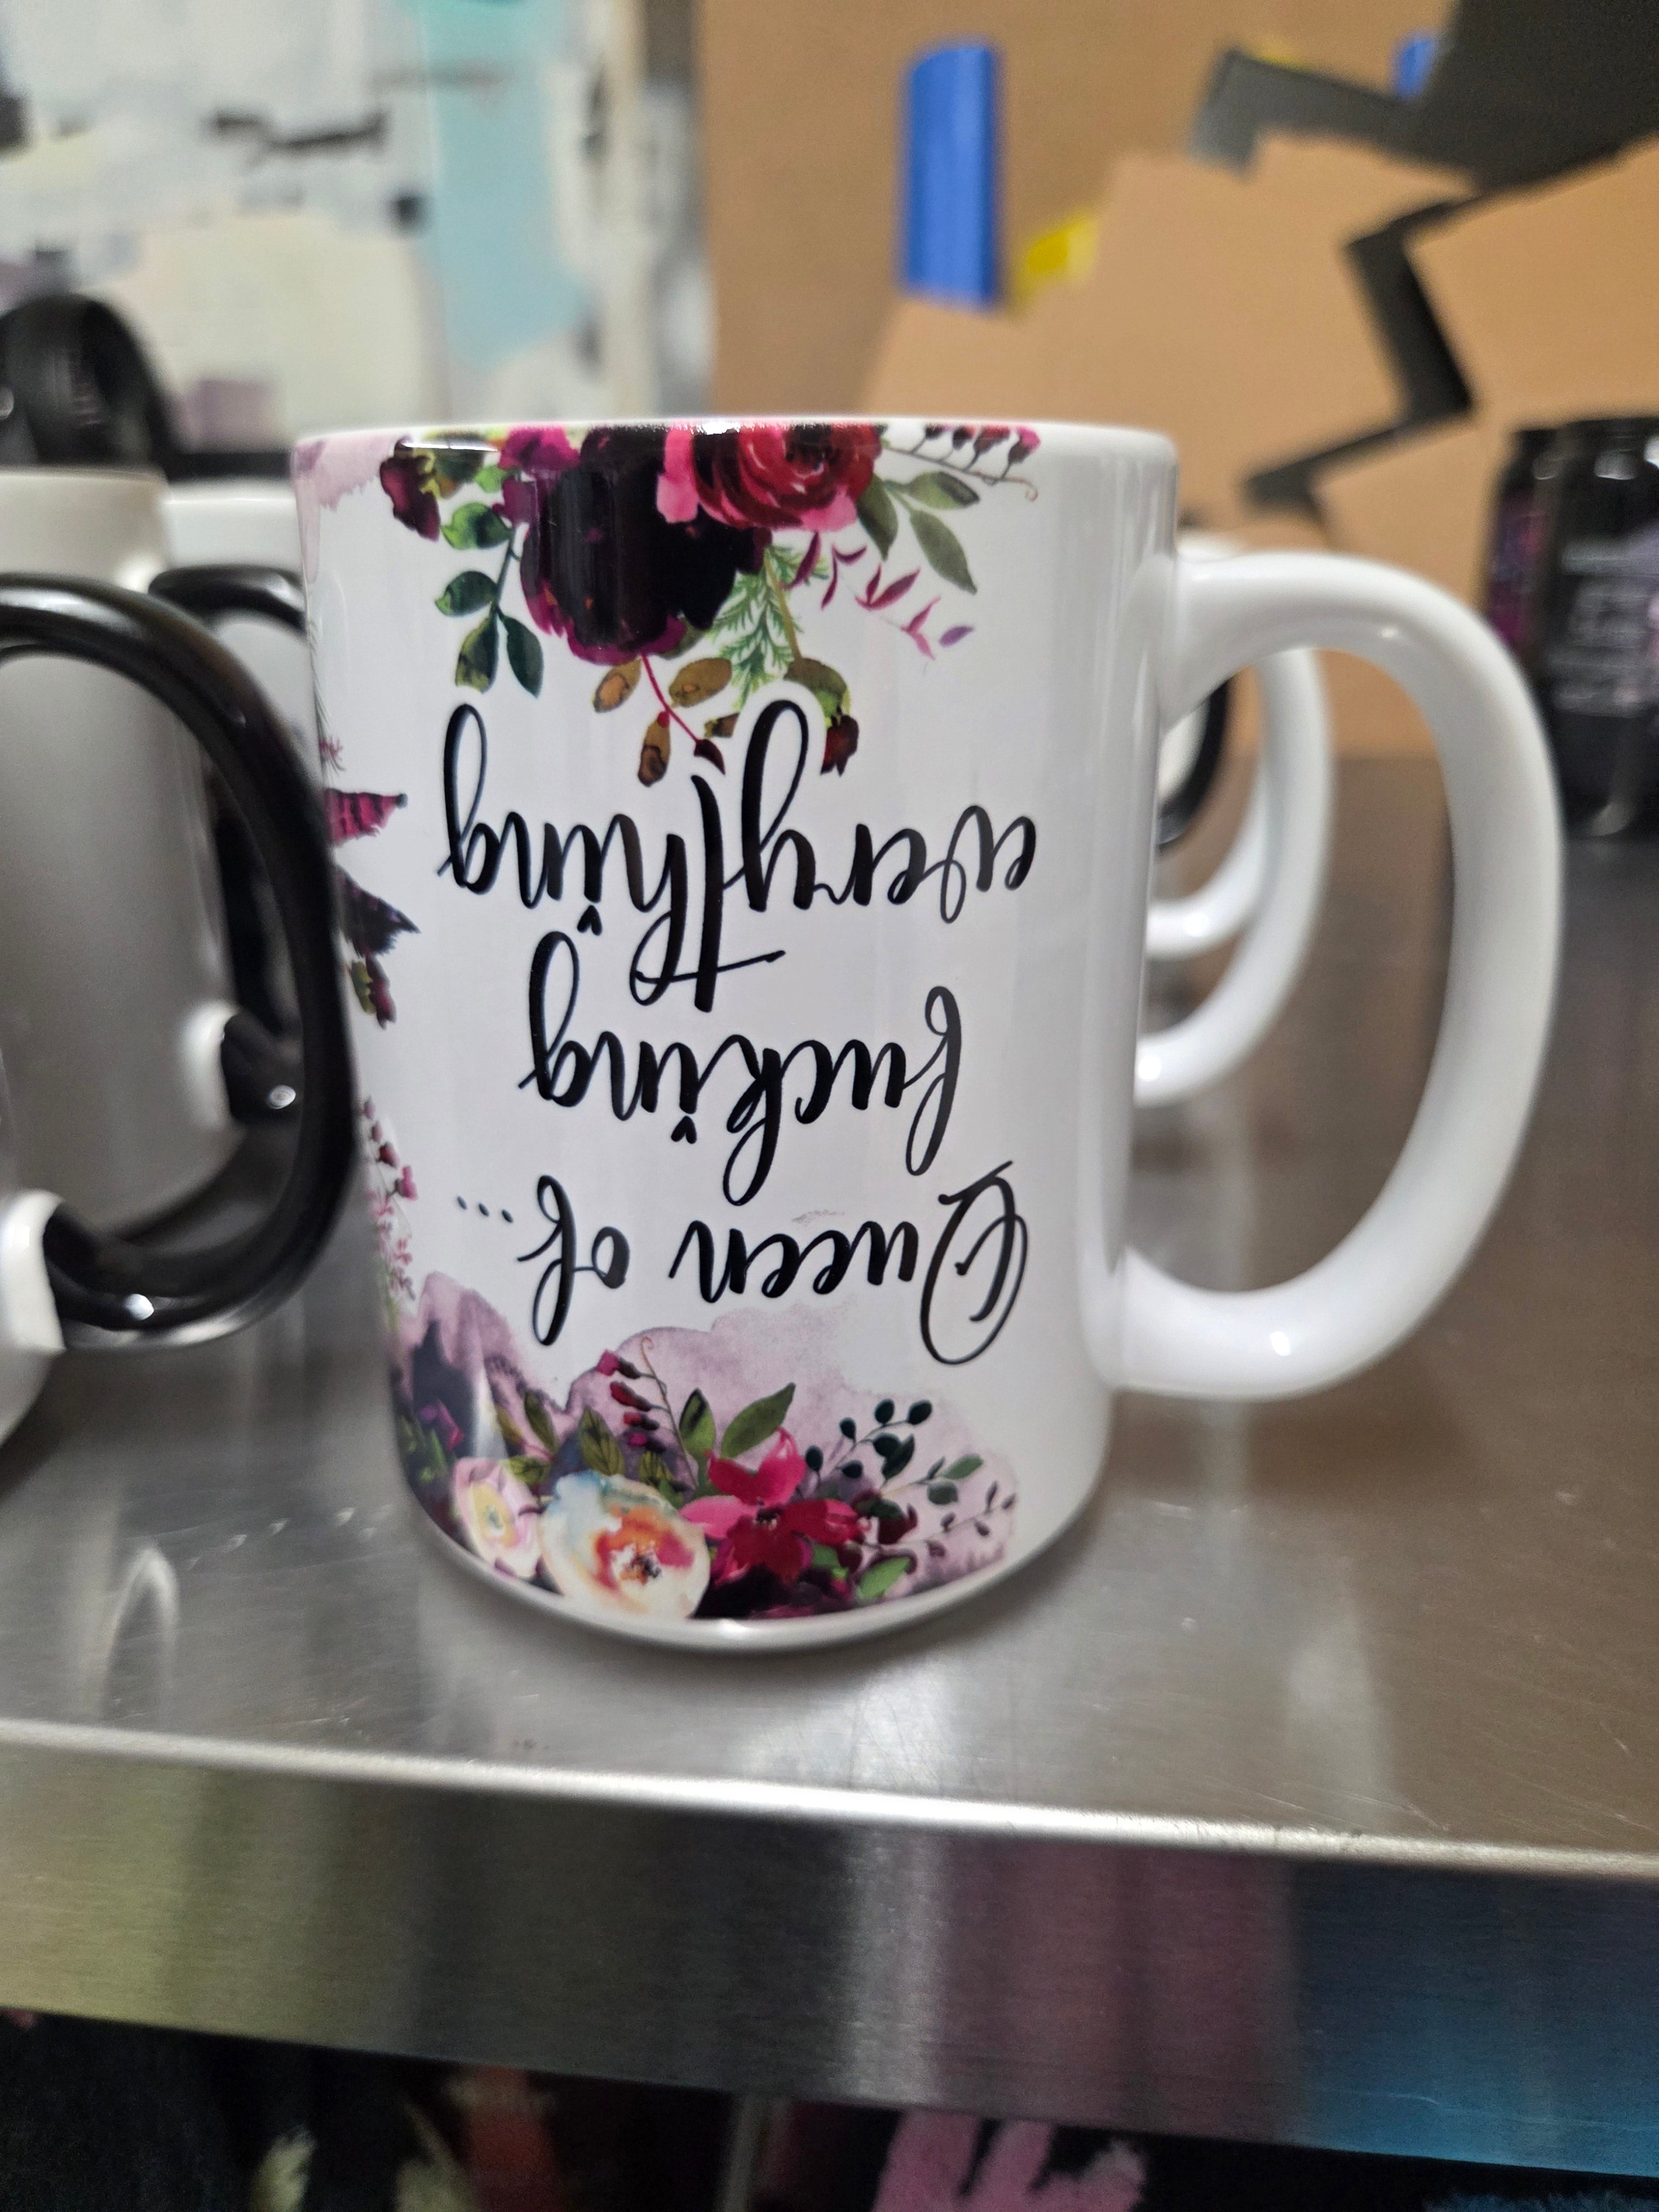 Queen of ...
fucking
everything